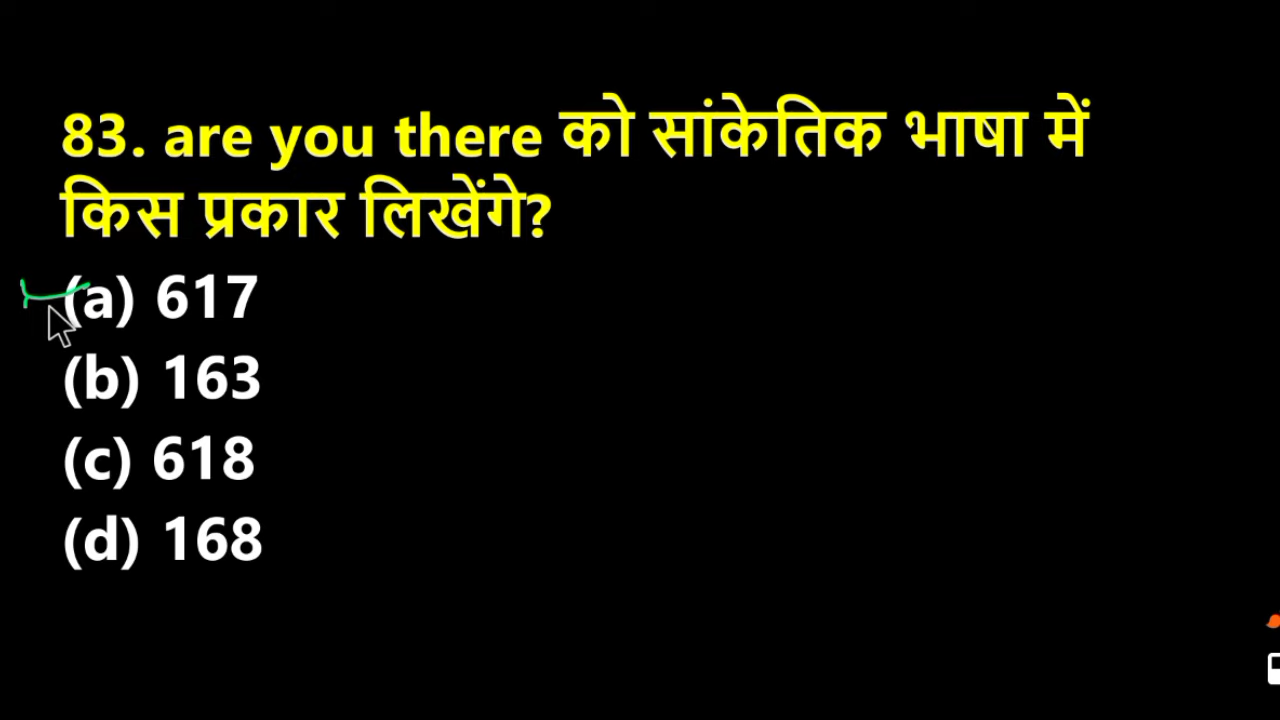 83. are you there को सांकेतिक भाषा में
किस प्रकार लिखेंगे?
(a) 617
(b) 163
(c) 618
(d) 168